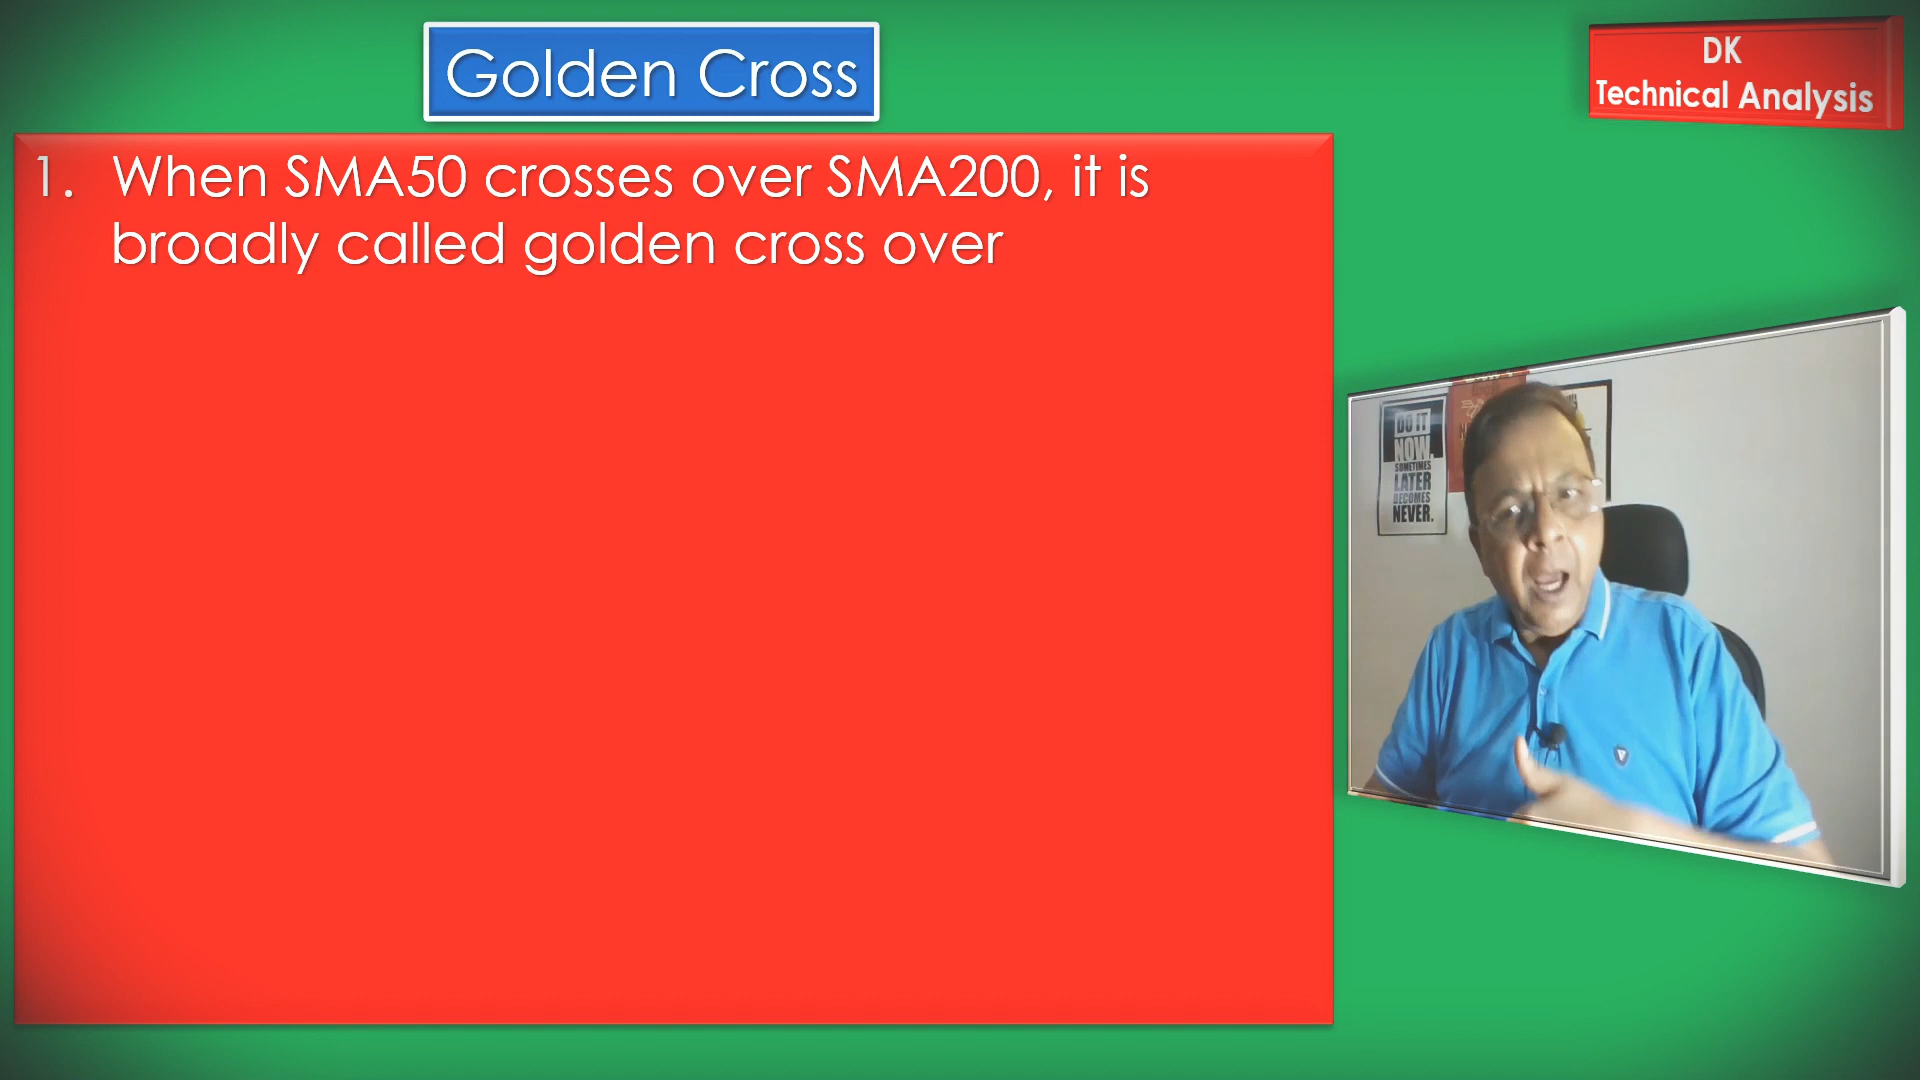 Golden Cross
DK
Technical Analysis
1. When SMA50 crosses over SMA200, it is
broadly called golden cross over
DO IT
NOW.
SOMETIMES
LATER
BECOMES
NEVER.